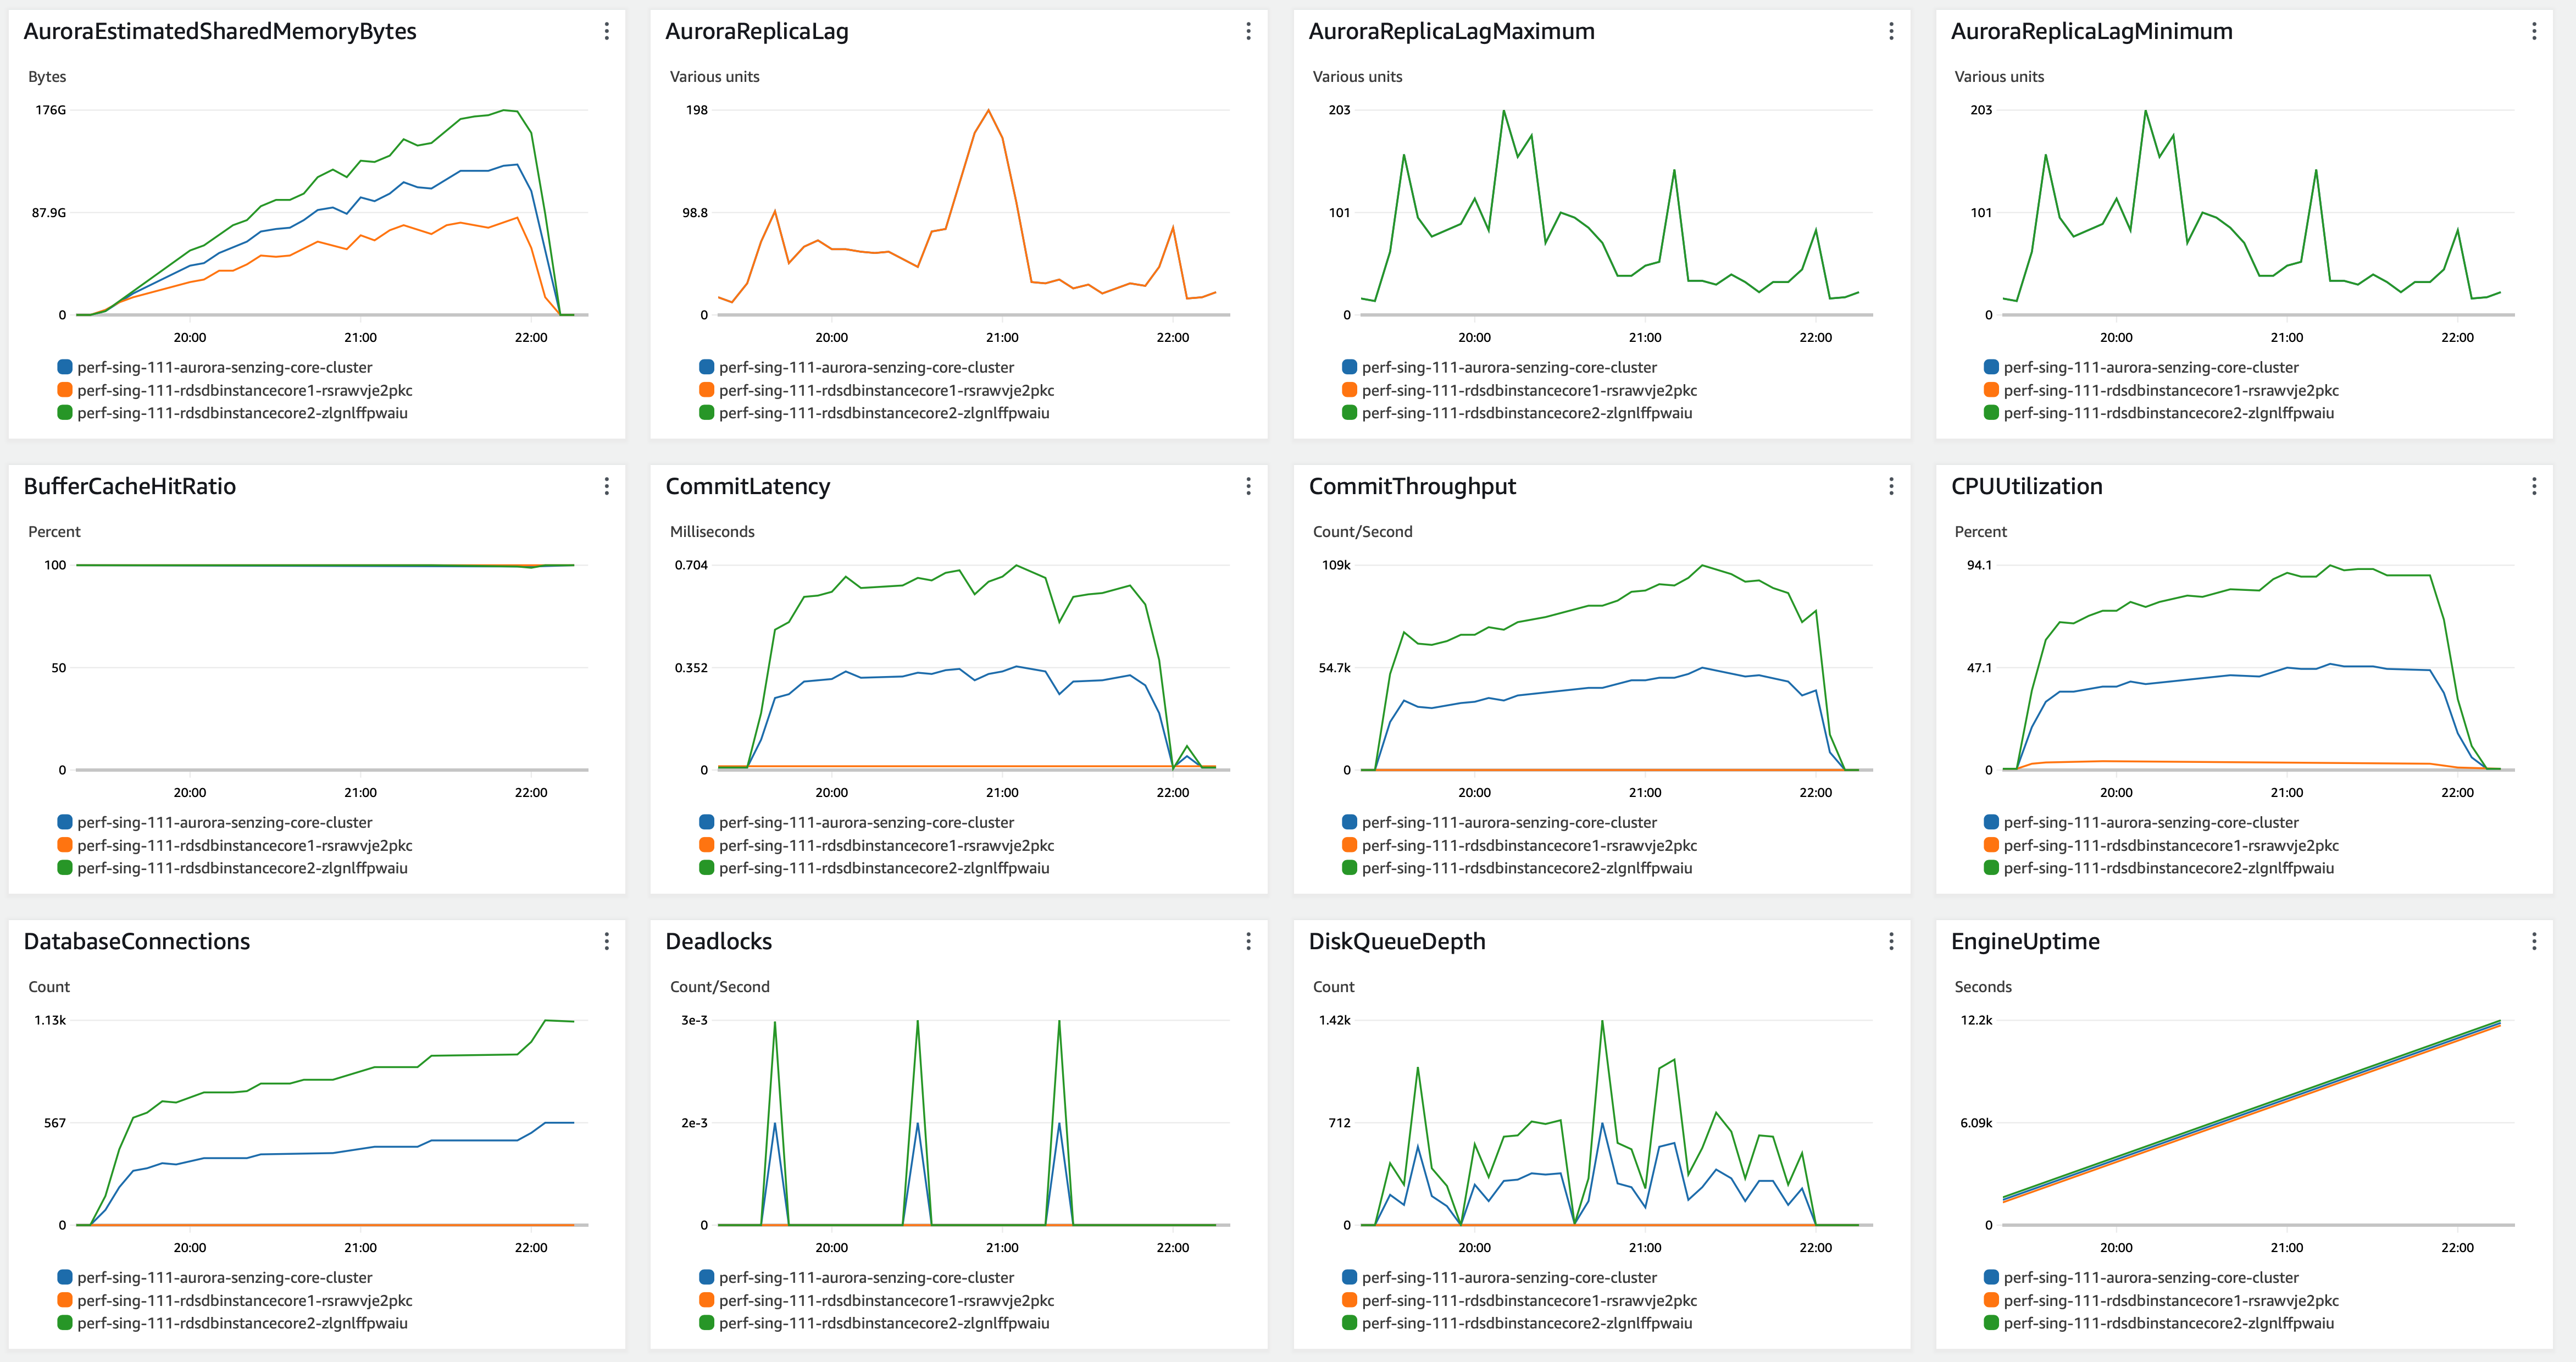 AuroraEstimatedSharedMemoryBytes
Bytes
176G
87.9G
0
20:00 21:00 22:00
perf-sing-111-aurora-senzing-core-cluster
perf-sing-111-rdsdbinstancecore1-rsrawvje2pkc
perf-sing-111-rdsdbinstancecore2-zlgnlffpwaiu
AuroraReplicaLag
Various units
198
98.8
0
20:00 21:00 22:00
perf-sing-111-aurora-senzing-core-cluster
perf-sing-111-rdsdbinstancecore1-rsrawvje2pkc
perf-sing-111-rdsdbinstancecore2-zlgnlffpwaiu
AuroraReplicaLagMaximum
Various units
203
101
0
20:00 21:00 22:00
perf-sing-111-aurora-senzing-core-cluster
perf-sing-111-rdsdbinstancecore1-rsrawvje2pkc
perf-sing-111-rdsdbinstancecore2-zlgnlffpwaiu
AuroraReplicaLagMinimum
Various units
203
101
0
20:00 21:00 22:00
perf-sing-111-aurora-senzing-core-cluster
perf-sing-111-rdsdbinstancecore1-rsrawvje2pkc
perf-sing-111-rdsdbinstancecore2-zlgnlffpwaiu
BufferCacheHitRatio
Percent
100
50
0
20:00 21:00 22:00
perf-sing-111-aurora-senzing-core-cluster
perf-sing-111-rdsdbinstancecore1-rsrawvje2pkc
perf-sing-111-rdsdbinstancecore2-zlgnlffpwaiu
CommitLatency
Milliseconds
0.704
0.352
0
20:00 21:00 22:00
perf-sing-111-aurora-senzing-core-cluster
perf-sing-111-rdsdbinstancecore1-rsrawvje2pkc
perf-sing-111-rdsdbinstancecore2-zlgnlffpwaiu
CommitThroughput
Count/Second
109k
54.7k
0
20:00 21:00 22:00
perf-sing-111-aurora-senzing-core-cluster
perf-sing-111-rdsdbinstancecore1-rsrawvje2pkc
perf-sing-111-rdsdbinstancecore2-zlgnlffpwaiu
CPUUtilization
Percent
94.1
47.1
0
20:00 21:00 22:00
perf-sing-111-aurora-senzing-core-cluster
perf-sing-111-rdsdbinstancecore1-rsrawvje2pkc
perf-sing-111-rdsdbinstancecore2-zlgnlffpwaiu
DatabaseConnections
Count
1.13k
567
0
20:00 21:00 22:00
perf-sing-111-aurora-senzing-core-cluster
perf-sing-111-rdsdbinstancecore1-rsrawvje2pkc
perf-sing-111-rdsdbinstancecore2-zlgnlffpwaiu
Deadlocks
Count/Second
3e-3
2e-3
0
20:00 21:00 22:00
perf-sing-111-aurora-senzing-core-cluster
perf-sing-111-rdsdbinstancecore1-rsrawvje2pkc
perf-sing-111-rdsdbinstancecore2-zlgnlffpwaiu
DiskQueueDepth
Count
1.42k
712
0
20:00 21:00 22:00
perf-sing-111-aurora-senzing-core-cluster
perf-sing-111-rdsdbinstancecore1-rsrawvje2pkc
perf-sing-111-rdsdbinstancecore2-zlgnlffpwaiu
EngineUptime
Seconds
12.2k
6.09k
0
20:00 21:00 22:00
perf-sing-111-aurora-senzing-core-cluster
perf-sing-111-rdsdbinstancecore1-rsrawvje2pkc
perf-sing-111-rdsdbinstancecore2-zlgnlffpwaiu